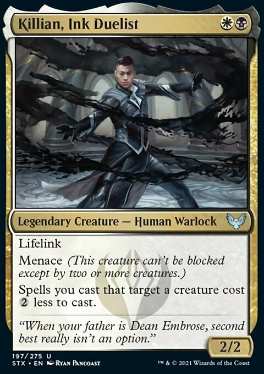 Killian, Ink Duelist
Legendary Creature — Human Warlock
Lifelink
Menace (This creature can't be blocked
except by two or more creatures.)
Spells you cast that target a creature cost
2 less to cast.
"When your father is Dean Embrose, second
best really isn't an option."
2/2
197/275 U
STX • EN Ryan Pancoast
™ & © 2021 Wizards of the Coast